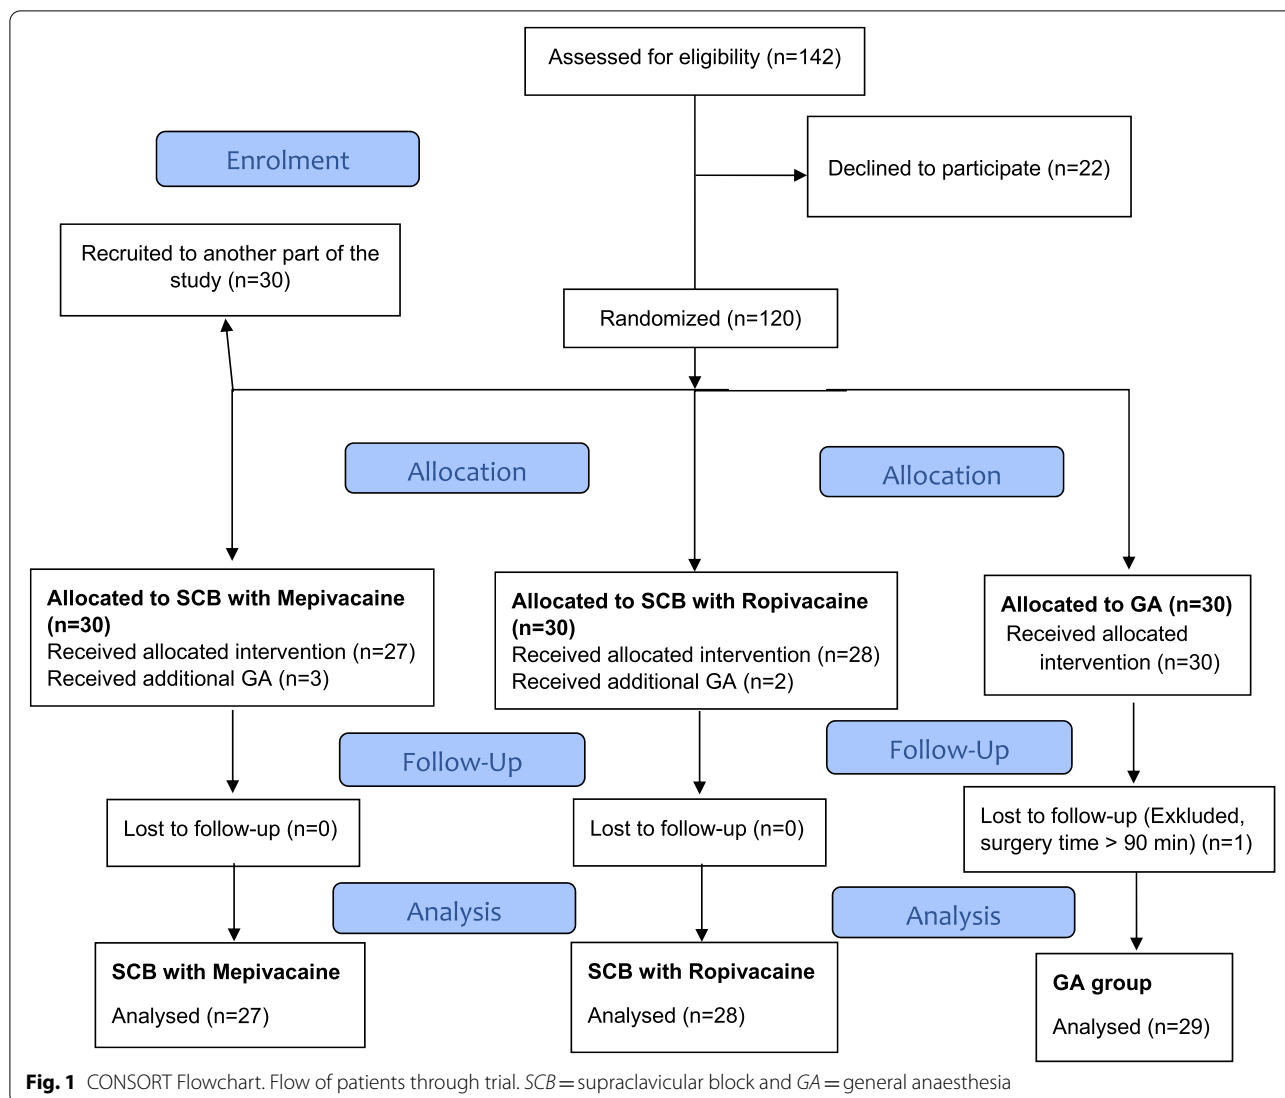 Assessed for eligibility (n=142)
Enrolment
Declined to participate (n=22)
Recruited to another part of the
study (n=30)
Randomized (n=120)
Allocation
Allocation
Allocated to SCB with Mepivacaine
(n=30)
Received allocated intervention (n=27)
Received additional GA (n=3)
Allocated to SCB with Ropivacaine
(n=30)
Received allocated intervention (n=28)
Received additional GA (n=2)
Allocated to GA (n=30)
Received allocated
intervention (n=30)
Follow-Up
Follow-Up
Lost to follow-up (n=0)
Lost to follow-up (n=0)
Lost to follow-up (Exkluded,
surgery time > 90 min) (n=1)
Analysis
Analysis
SCB with Mepivacaine
Analysed (n=27)
SCB with Ropivacaine
Analysed (n=28)
GA group
Analysed (n=29)
Fig. 1 CONSORT Flowchart. Flow of patients through trial. SCB = supraclavicular block and GA = general anaesthesia